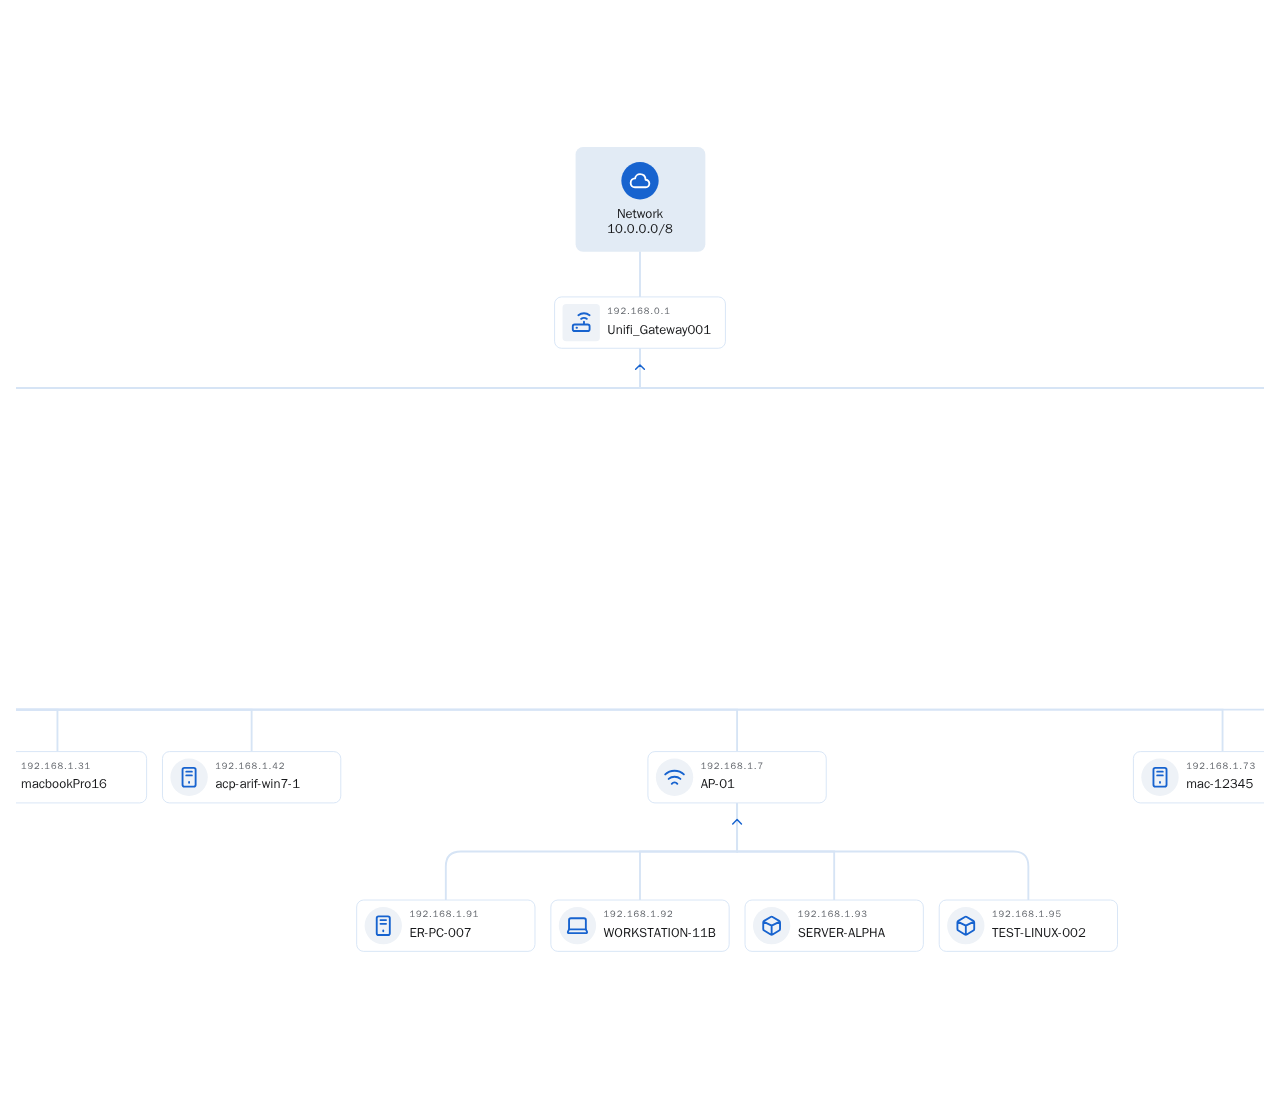 Network
10.0.0.0/8
192.168.0.1
Unifi_Gateway001
192.168.1.31
macbookPro16
192.168.1.42
acp-arif-win7-1
192.168.1.7
AP-01
192.168.1.73
mac-12345
192.168.1.91
ER-PC-007
192.168.1.92
WORKSTATION-11B
192.168.1.93
SERVER-ALPHA
192.168.1.95
TEST-LINUX-002